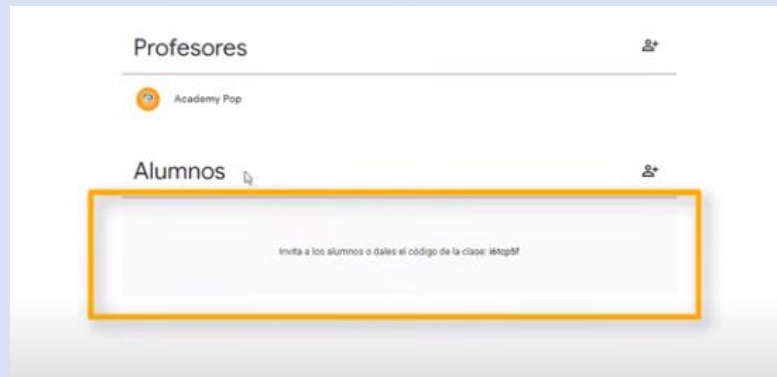 Profesores
Academy Pop
Alumnos
Invita a los alumnos o dales el código de la clase: